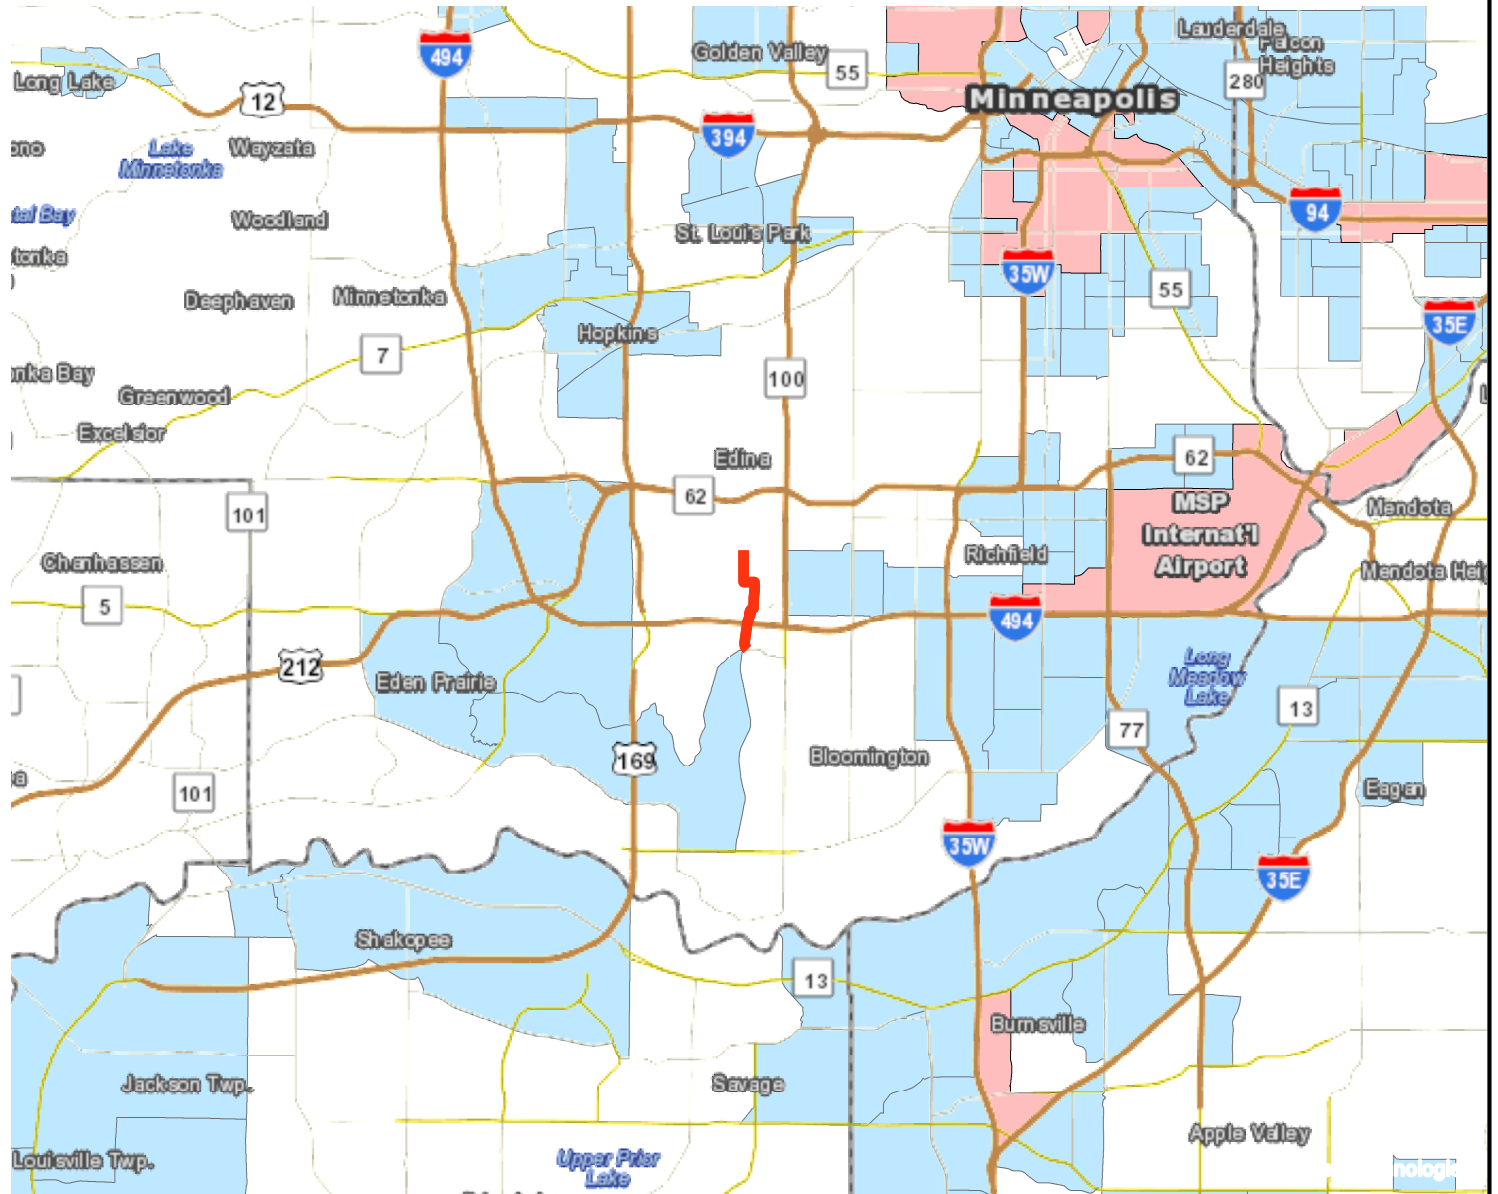 Lauderdale
Falcon
Heights
Golden Valley
494
55
280
Long Lake
12
Minneapolis
394
Lake
Minnetonka
Wayzata
94
Woodland
St. Louis Park
35W
55
Deephaven
Minnetonka
35E
Hopkins
7
100
Greenwood
Excelsior
Edina
62
62
MSP
Internat'l
Airport
Mendota
101
Richfield
Chanhassen
5
494
212
Eden Prairie
Long
Meadow
Lake
13
77
169
Bloomington
101
Eagan
35W
35E
Shakopee
13
Burnsville
Jackson Twp.
Savage
Apple Valley
Louisville Twp.
Upper Prior
Lake